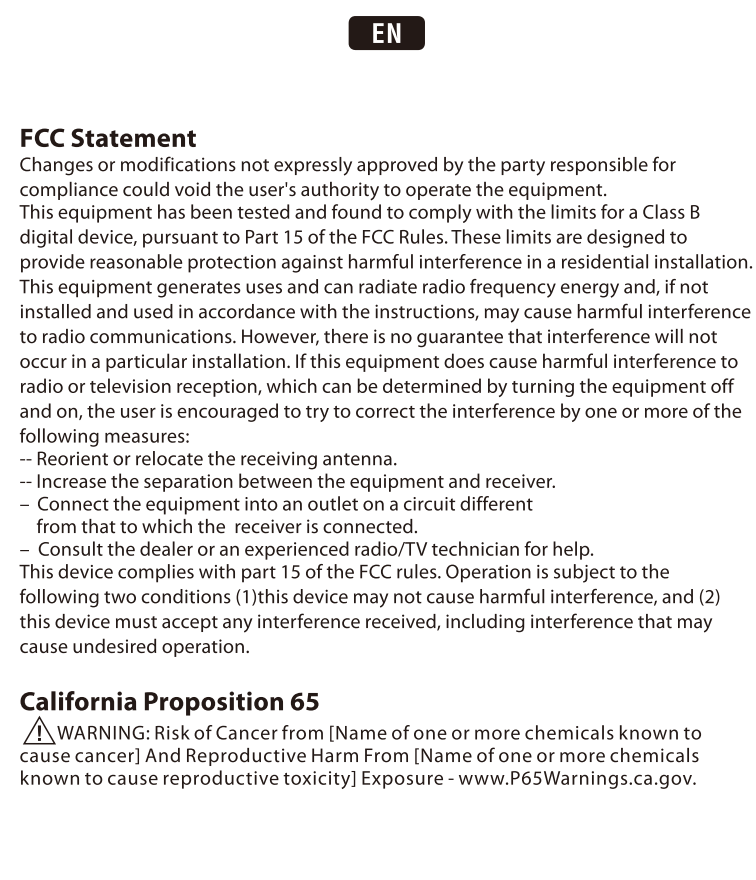 EN
FCC Statement
Changes or modifications not expressly approved by the party responsible for
compliance could void the user's authority to operate the equipment.
This equipment has been tested and found to comply with the limits for a Class B
digital device, pursuant to Part 15 of the FCC Rules. These limits are designed to
provide reasonable protection against harmful interference in a residential installation.
This equipment generates uses and can radiate radio frequency energy and, if not
installed and used in accordance with the instructions, may cause harmful interference
to radio communications. However, there is no guarantee that interference will not
occur in a particular installation. If this equipment does cause harmful interference to
radio or television reception, which can be determined by turning the equipment off
and on, the user is encouraged to try to correct the interference by one or more of the
following measures:
-- Reorient or relocate the receiving antenna.
-- Increase the separation between the equipment and receiver.
– Connect the equipment into an outlet on a circuit different
from that to which the receiver is connected.
– Consult the dealer or an experienced radio/TV technician for help.
This device complies with part 15 of the FCC rules. Operation is subject to the
following two conditions (1)this device may not cause harmful interference, and (2)
this device must accept any interference received, including interference that may
cause undesired operation.
California Proposition 65
WARNING: Risk of Cancer from [Name of one or more chemicals known to
cause cancer] And Reproductive Harm From [Name of one or more chemicals
known to cause reproductive toxicity] Exposure - www.P65Warnings.ca.gov.